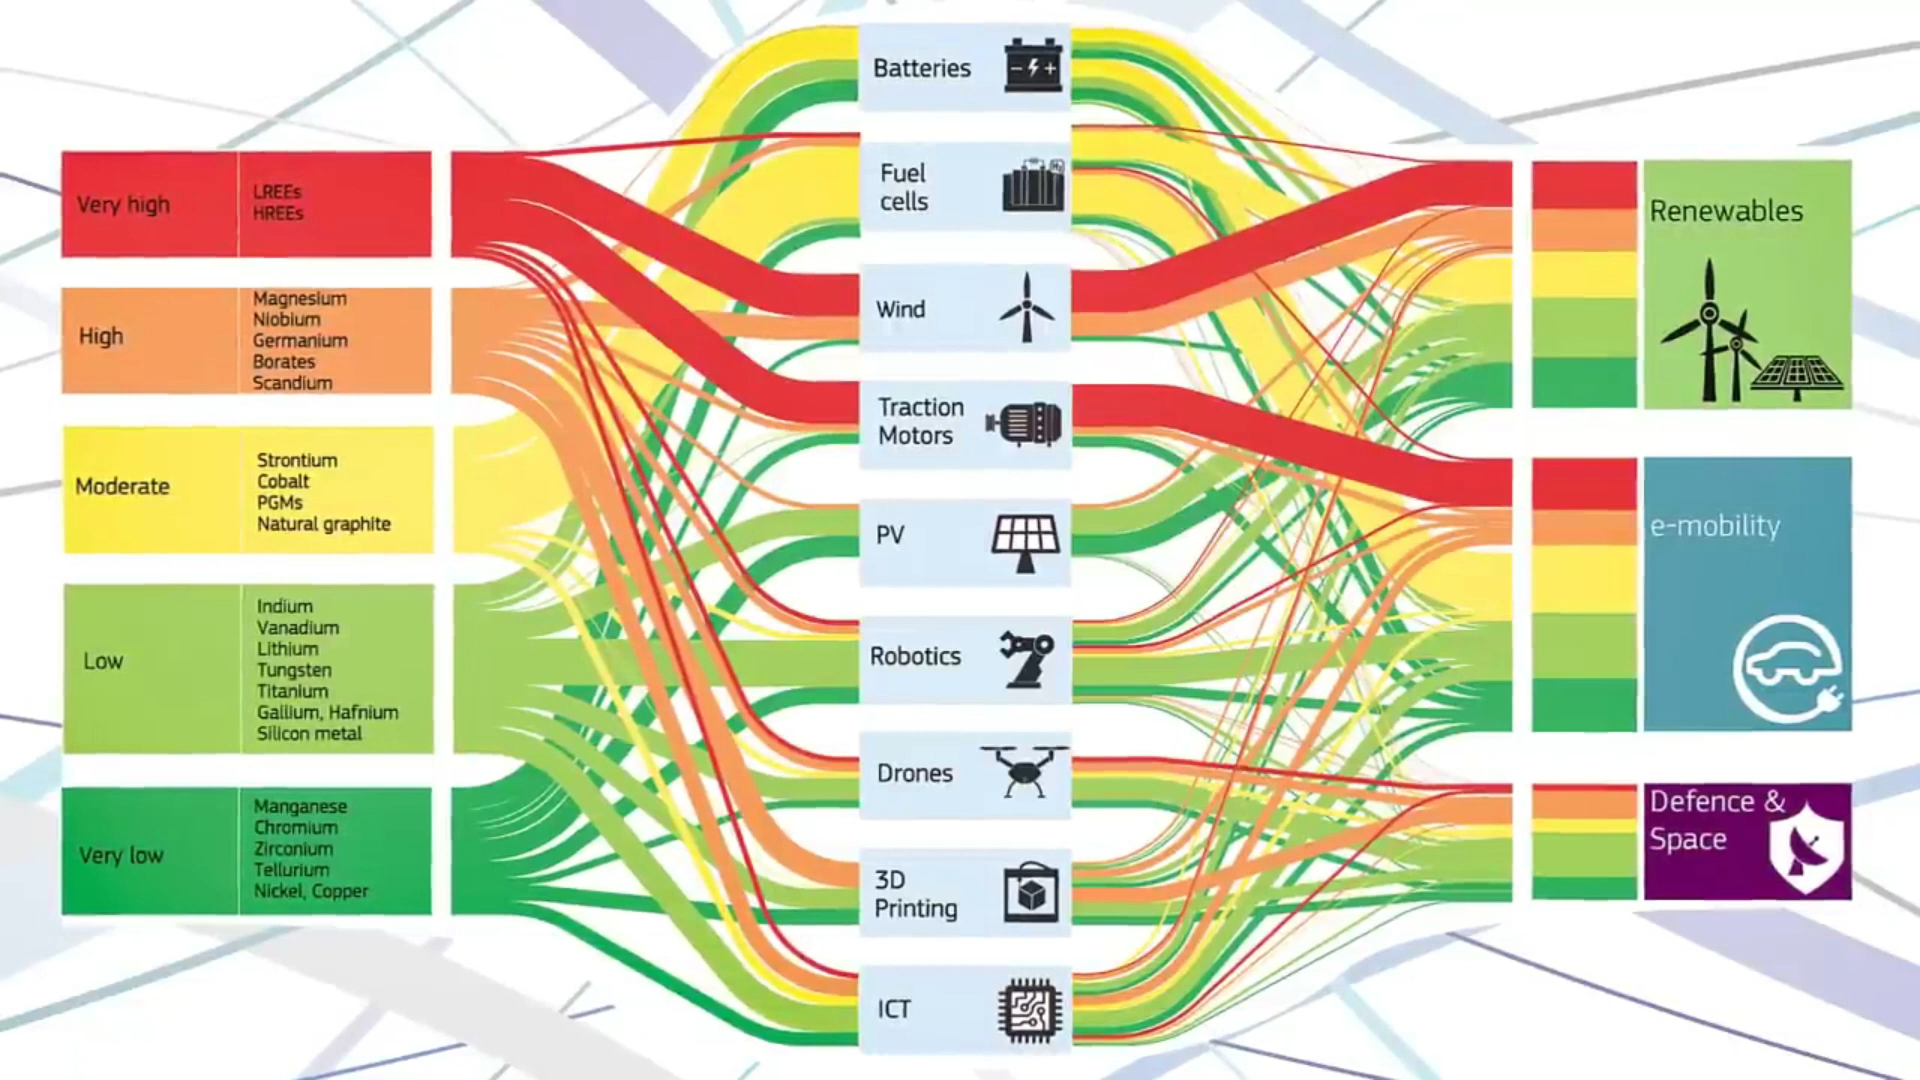 Very high
LREEs
HREEs
High
Magnesium
Niobium
Germanium
Borates
Scandium
Moderate
Strontium
Cobalt
PGMs
Natural graphite
Low
Indium
Vanadium
Lithium
Tungsten
Titanium
Gallium, Hafnium
Silicon metal
Very low
Manganese
Chromium
Zirconium
Tellurium
Nickel, Copper
Batteries
Fuel
cells
H₂
Wind
Traction
Motors
PV
Robotics
Drones
3D
Printing
ICT
Renewables
e-mobility
Defence &
Space